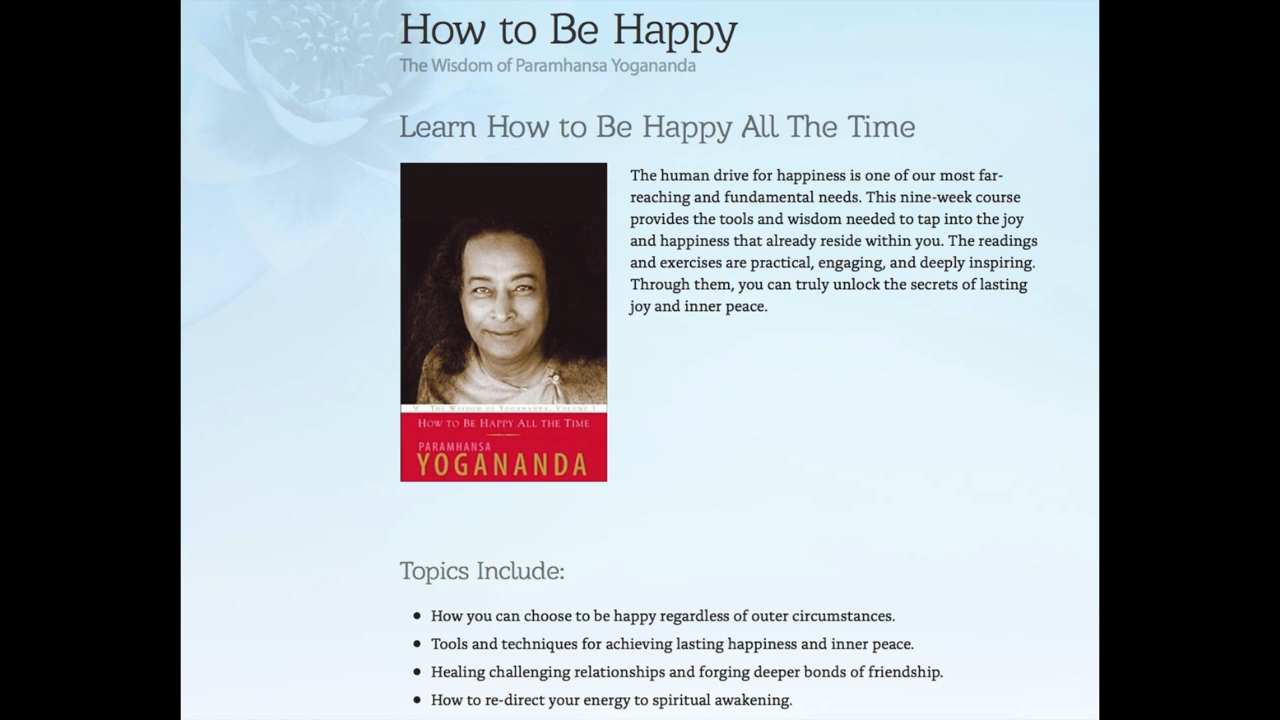 How to Be Happy
The Wisdom of Paramhansa Yogananda
Learn How to Be Happy All The Time
The human drive for happiness is one of our most far-
reaching and fundamental needs. This nine-week course
provides the tools and wisdom needed to tap into the joy
and happiness that already reside within you. The readings
and exercises are practical, engaging, and deeply inspiring.
Through them, you can truly unlock the secrets of lasting
joy and inner peace.
The Wisdom of Yogananda, Volume 1
How to Be Happy All the Time
PARAMHANSA
YOGANANDA
Topics Include:
• How you can choose to be happy regardless of outer circumstances.
• Tools and techniques for achieving lasting happiness and inner peace.
• Healing challenging relationships and forging deeper bonds of friendship.
• How to re-direct your energy to spiritual awakening.